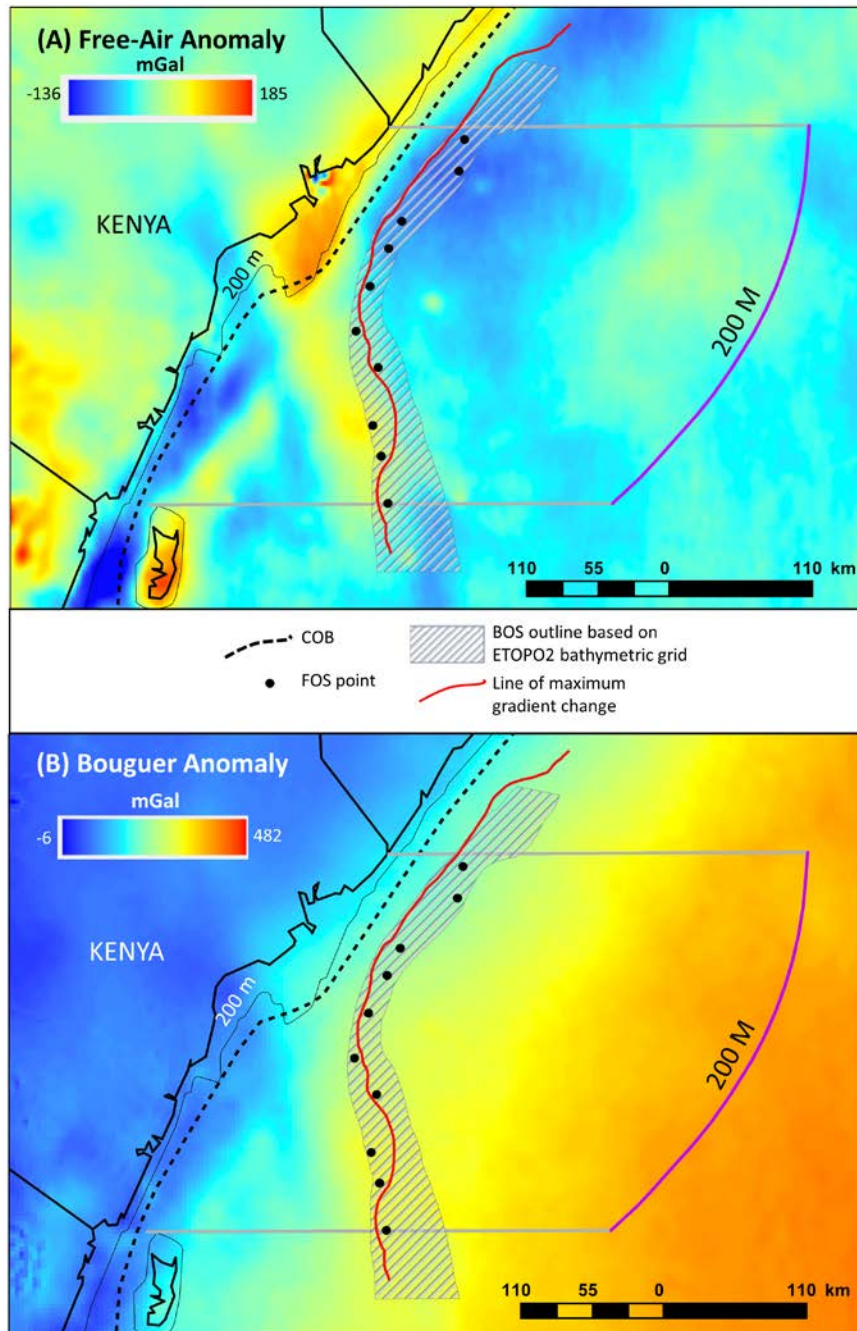 (A) Free-Air Anomaly
mGal
-136
185
KENYA
200 m
200 M
110 55 0 110 km
COB
BOS outline based on
ETOPO2 bathymetric grid
FOS point
Line of maximum
gradient change
(B) Bouguer Anomaly
mGal
-6
482
KENYA
200 m
200 M
110 55 0 110 km